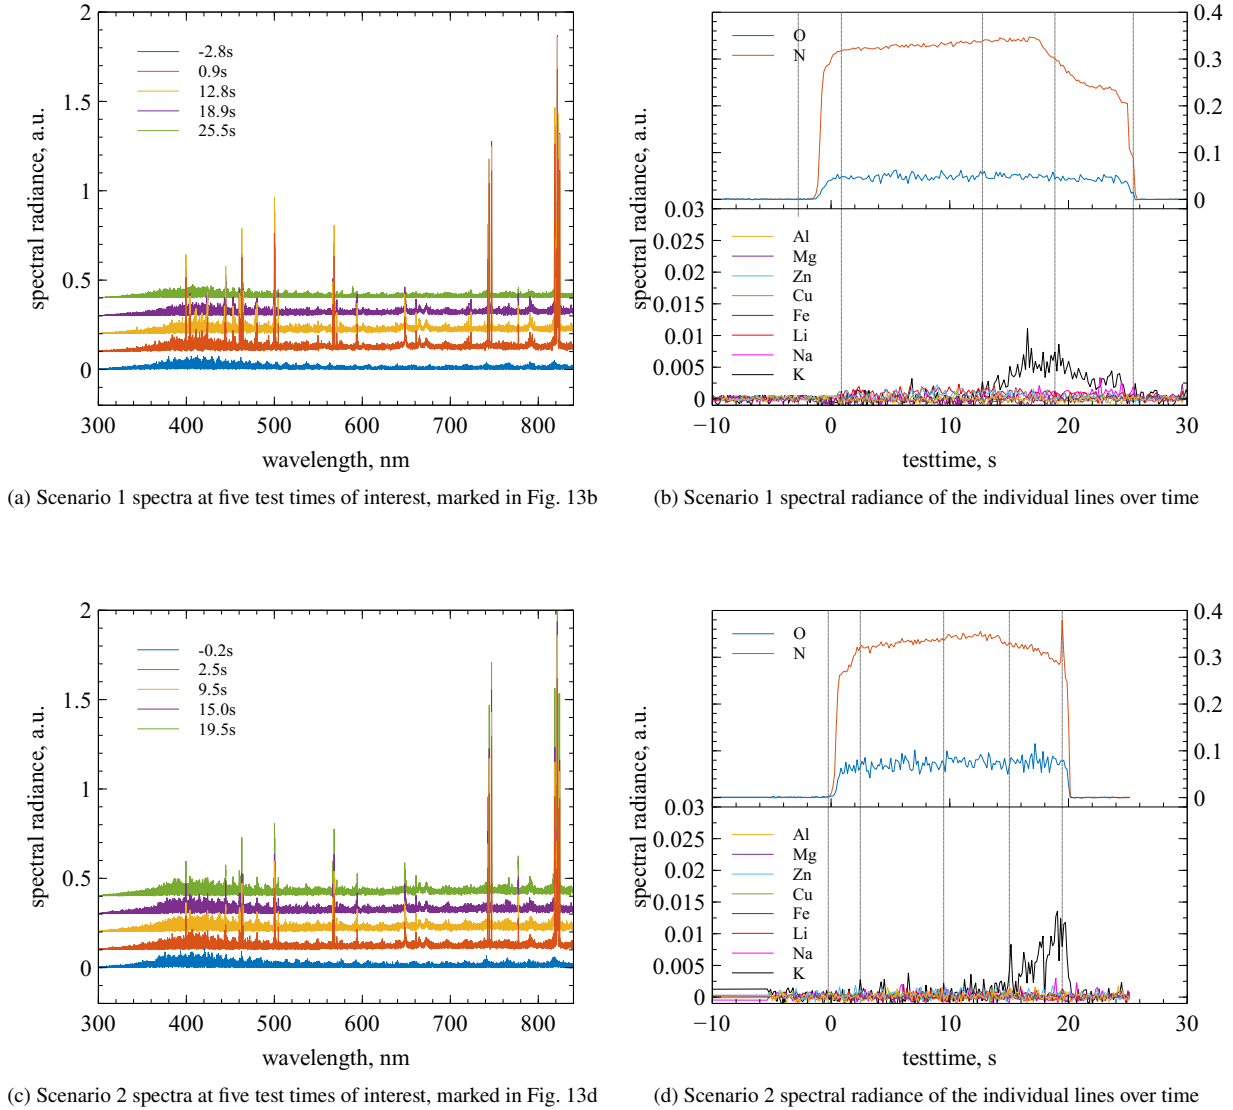 2
1.5
1
0.5
0
spectral radiance, a.u.
-2.8s
0.9s
12.8s
18.9s
25.5s
300 400 500 600 700 800
wavelength, nm
(a) Scenario 1 spectra at five test times of interest, marked in Fig. 13b
O
N
0.4
0.3
0.2
0.1
0
0.03
0.025
0.02
0.015
0.01
0.005
0
spectral radiance, a.u.
Al
Mg
Zn
Cu
Fe
Li
Na
K
−10 0 10 20 30
testtime, s
(b) Scenario 1 spectral radiance of the individual lines over time
2
1.5
1
0.5
0
spectral radiance, a.u.
-0.2s
2.5s
9.5s
15.0s
19.5s
300 400 500 600 700 800
wavelength, nm
(c) Scenario 2 spectra at five test times of interest, marked in Fig. 13d
O
N
0.4
0.3
0.2
0.1
0
0.03
0.025
0.02
0.015
0.01
0.005
0
spectral radiance, a.u.
Al
Mg
Zn
Cu
Fe
Li
Na
K
−10 0 10 20 30
testtime, s
(d) Scenario 2 spectral radiance of the individual lines over time